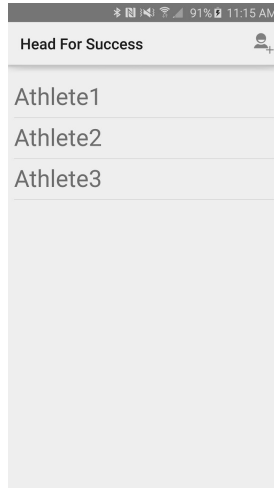 91% 11:15 AM
Head For Success
Athlete1
Athlete2
Athlete3